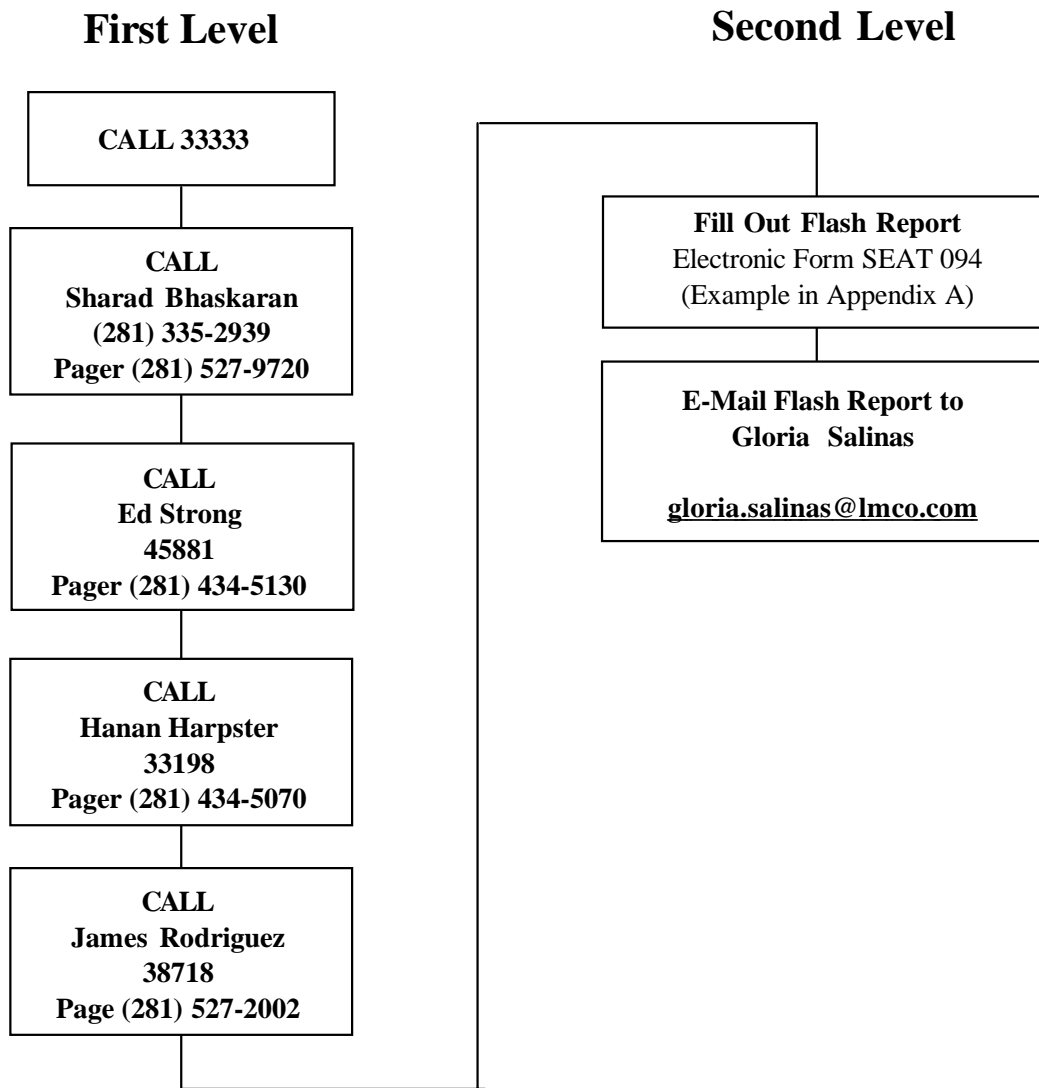 First Level
CALL 33333
CALL
Sharad Bhaskaran
(281) 335-2939
Pager (281) 527-9720
CALL
Ed Strong
45881
Pager (281) 434-5130
CALL
Hanan Harpster
33198
Pager (281) 434-5070
CALL
James Rodriguez
38718
Page (281) 527-2002
Second Level
Fill Out Flash Report
Electronic Form SEAT 094
(Example in Appendix A)
E-Mail Flash Report to
Gloria Salinas
gloria.salinas@lmco.com